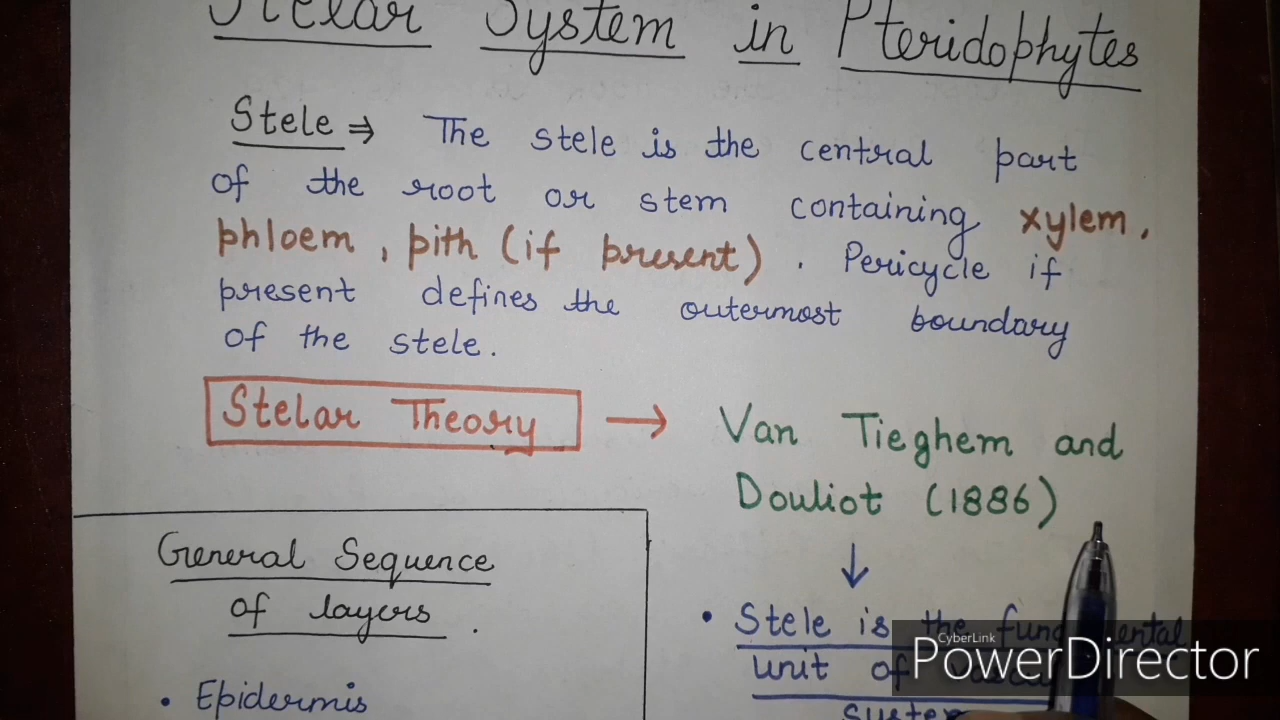 Stelar System in Pteridophytes
Stele ⇒ The stele is the central part
of the root or stem containing xylem,
phloem, pith (if present). Pericycle if
present defines the outermost boundary
of the stele.
Stelar Theory → Van Tieghem and
Douliot (1886)
↓
General Sequence
of layers.
• Epidermis
• Stele is the
unit of
system
CyberLink
PowerDirector